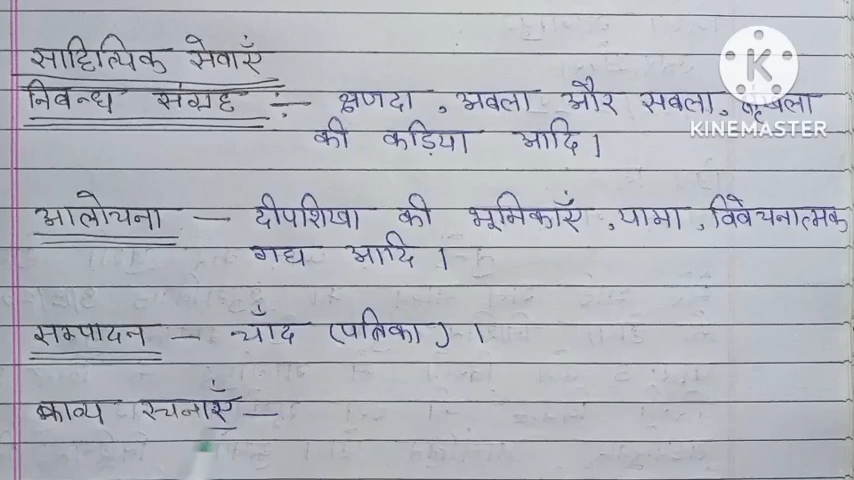 साहित्यिक सेवाएँ
निबन्ध संग्रह :- क्षणदा, अबला और सबला,
की कड़िया आदि।
आलोचना - दीपशिखा की भूमिकाएँ, यामा, विवेचनात्मक
गद्य आदि।
सम्पादन - चाँद (पत्रिका)।
काव्य रचनाएँ -
K
KINEMASTER